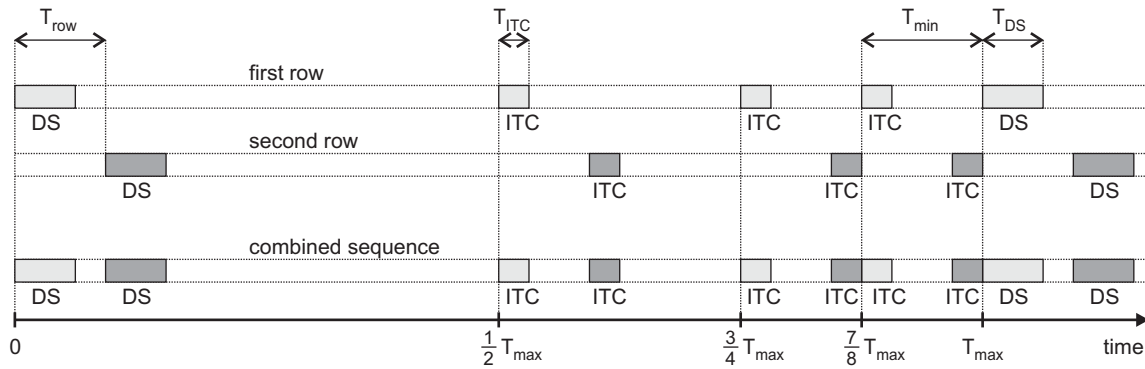 T_row T_ITC T_min T_DS
first row
DS ITC ITC ITC DS
second row
DS ITC ITC ITC DS
combined sequence
DS DS ITC ITC ITC ITC ITC ITC DS DS
0 1/2 T_max 3/4 T_max 7/8 T_max T_max time